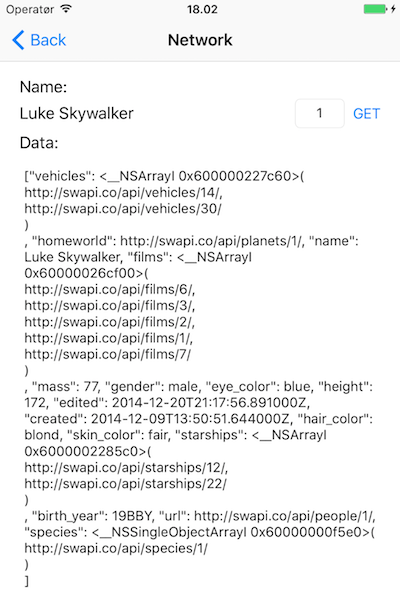 Operatør 18.02
Back Network
Name:
Luke Skywalker 1 GET
Data:
["vehicles": <__NSArrayI 0x600000227c60>(
http://swapi.co/api/vehicles/14/,
http://swapi.co/api/vehicles/30/
)
, "homeworld": http://swapi.co/api/planets/1/, "name":
Luke Skywalker, "films": <__NSArrayI
0x60000026cf00>(
http://swapi.co/api/films/6/,
http://swapi.co/api/films/3/,
http://swapi.co/api/films/2/,
http://swapi.co/api/films/1/,
http://swapi.co/api/films/7/
)
, "mass": 77, "gender": male, "eye_color": blue, "height":
172, "edited": 2014-12-20T21:17:56.891000Z,
"created": 2014-12-09T13:50:51.644000Z, "hair_color":
blond, "skin_color": fair, "starships": <__NSArrayI
0x6000002285c0>(
http://swapi.co/api/starships/12/,
http://swapi.co/api/starships/22/
)
, "birth_year": 19BBY, "url": http://swapi.co/api/people/1/,
"species": <__NSSingleObjectArrayI 0x60000000f5e0>(
http://swapi.co/api/species/1/
)
]